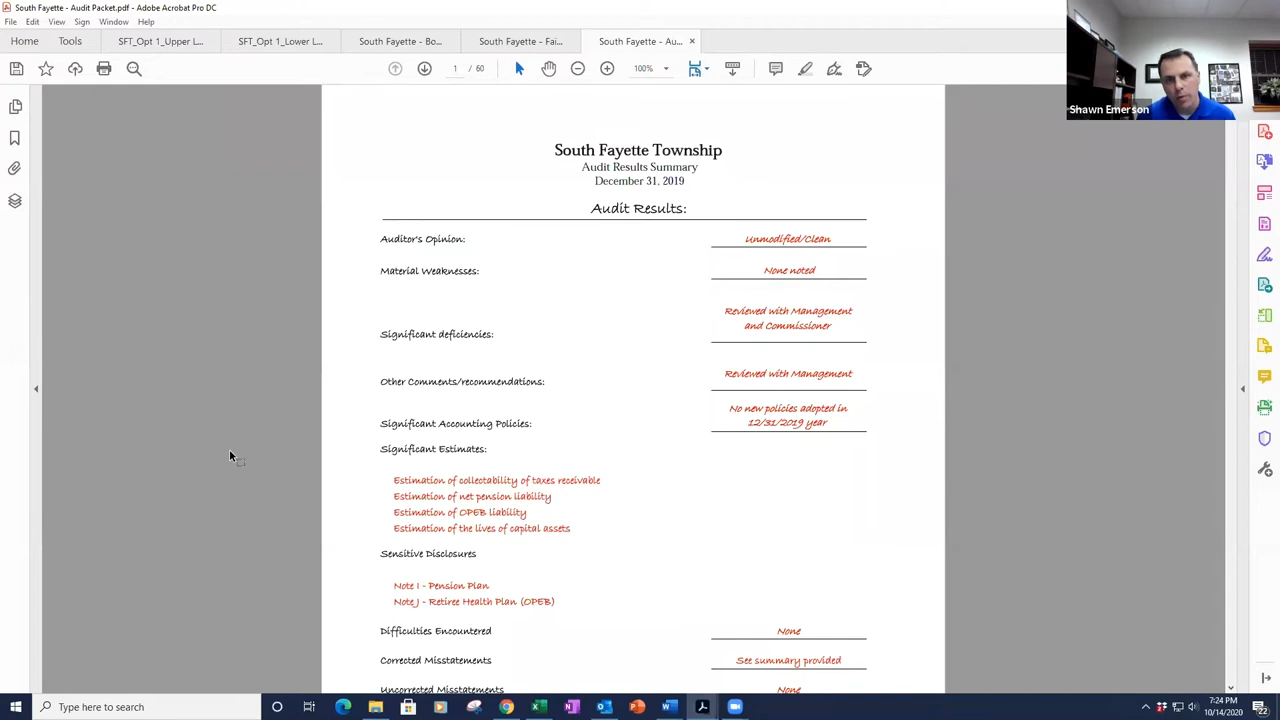 South Fayette - Audit Packet.pdf - Adobe Acrobat Pro DC
File Edit View Sign Window Help
Home Tools SFT_Opt 1_Upper L... SFT_Opt 1_Lower L... South Fayette - Bo... South Fayette - Fai... South Fayette - Au... ×
1 / 60 100%
Shawn Emerson
South Fayette Township
Audit Results Summary
December 31, 2019
Audit Results:
Auditor's Opinion: Unmodified/Clean
Material Weaknesses: None noted
Reviewed with Management
and Commissioner
Significant deficiencies:
Reviewed with Management
Other Comments/recommendations:
No new policies adopted in
12/31/2019 year
Significant Accounting Policies:
Significant Estimates:
Estimation of collectability of taxes receivable
Estimation of net pension liability
Estimation of OPEB liability
Estimation of the lives of capital assets
Sensitive Disclosures
Note I - Pension Plan
Note J - Retiree Health Plan (OPEB)
Difficulties Encountered None
Corrected Misstatements See summary provided
Uncorrected Misstatements None
Type here to search
7:24 PM
10/14/2020
22